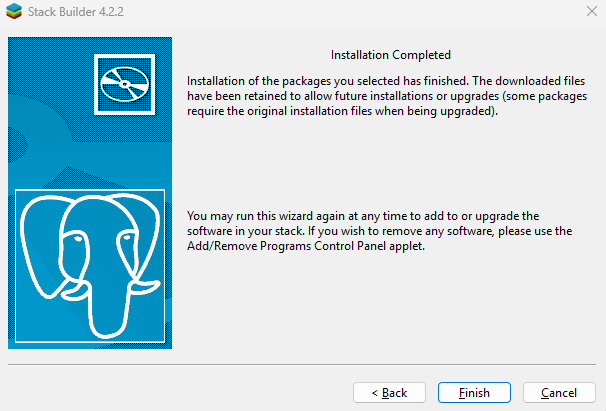 Stack Builder 4.2.2
Installation Completed
Installation of the packages you selected has finished. The downloaded files
have been retained to allow future installations or upgrades (some packages
require the original installation files when being upgraded).
You may run this wizard again at any time to add to or upgrade the
software in your stack. If you wish to remove any software, please use the
Add/Remove Programs Control Panel applet.
< Back
Finish
Cancel